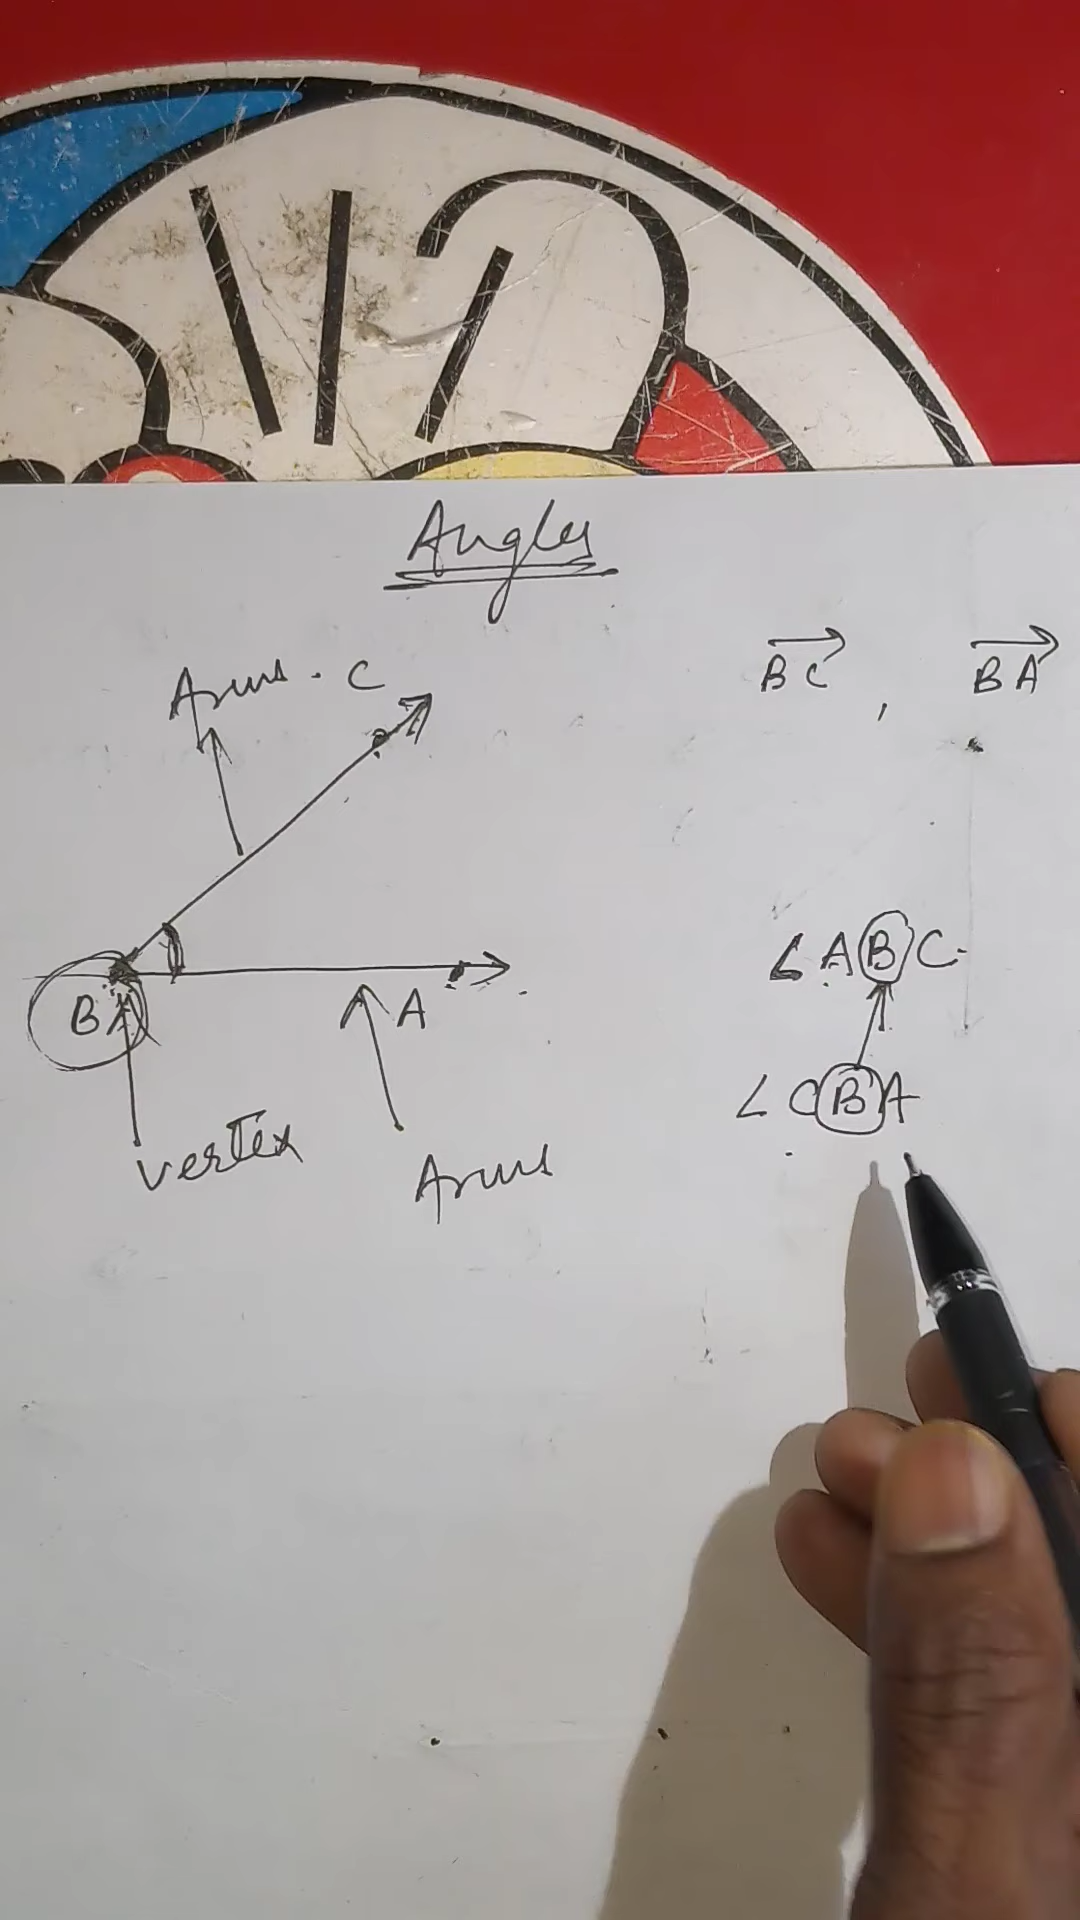 Angles
Arms. C
BC, BA
∠ABC
B A
∠CBA
vertex
Arms